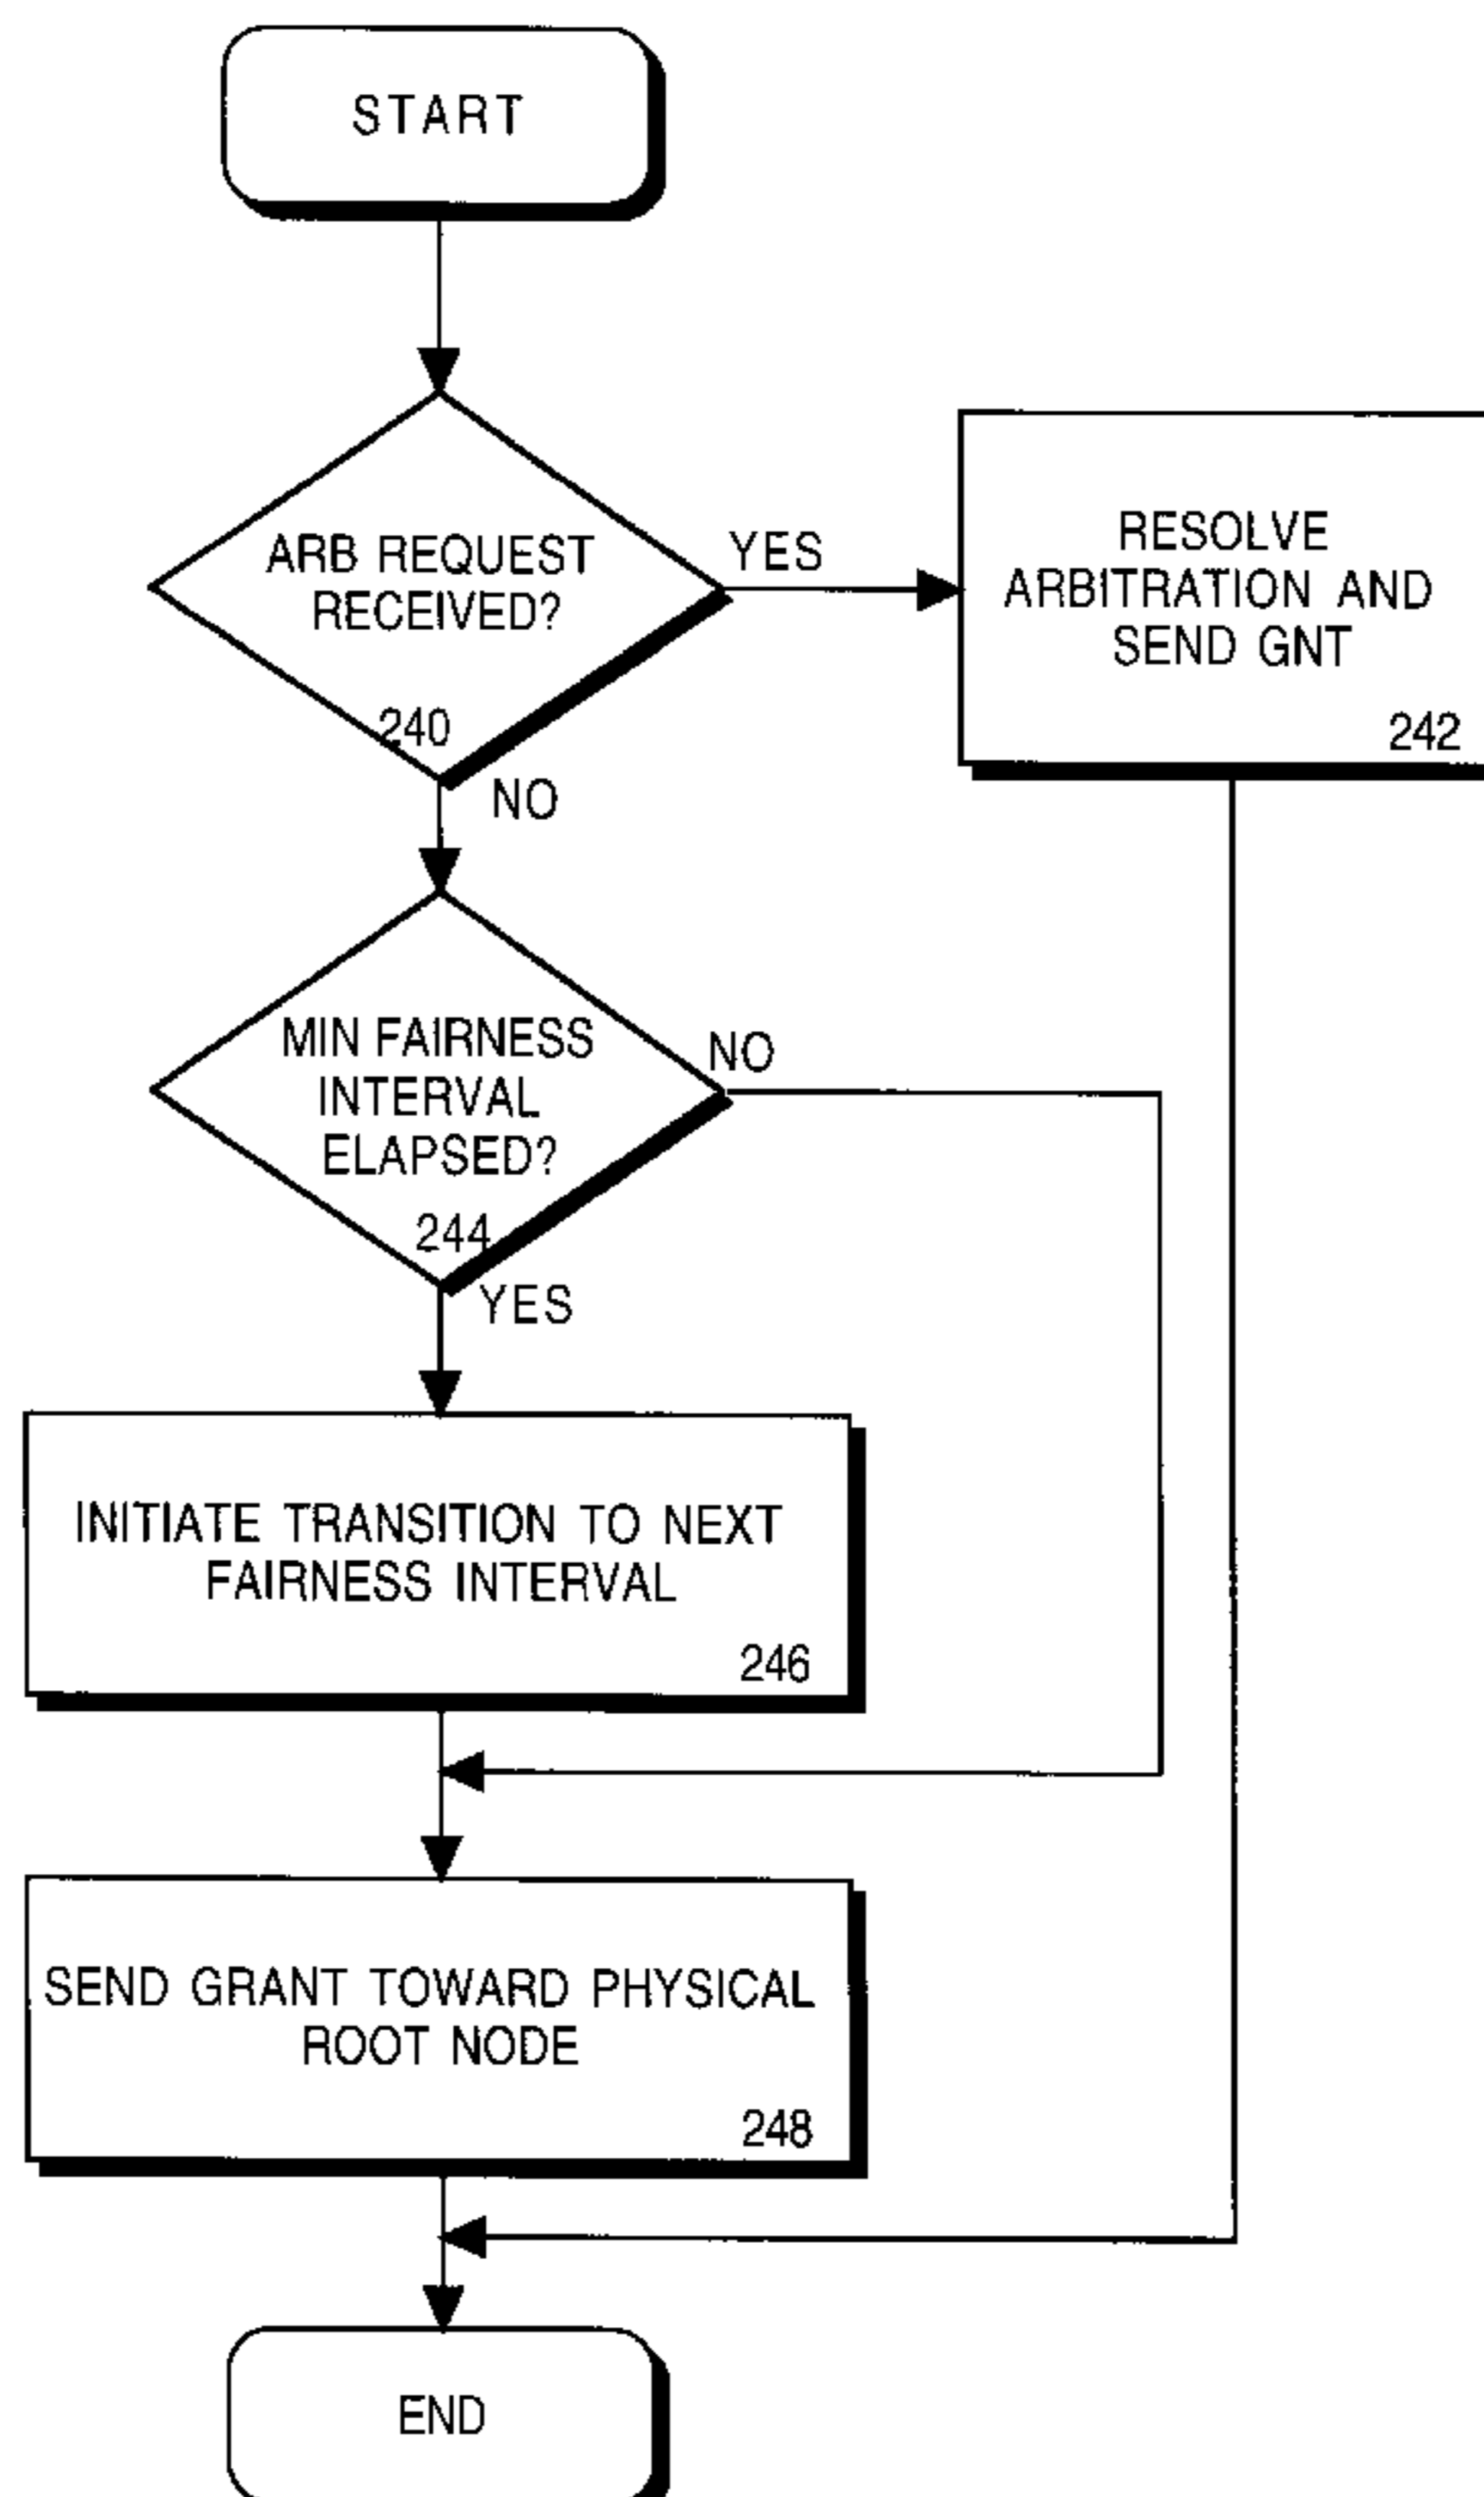 START
ARB REQUEST
RECEIVED?
240
YES
RESOLVE
ARBITRATION AND
SEND GNT
242
NO
MIN FAIRNESS
INTERVAL
ELAPSED?
244
NO
YES
INITIATE TRANSITION TO NEXT
FAIRNESS INTERVAL
246
SEND GRANT TOWARD PHYSICAL
ROOT NODE
248
END